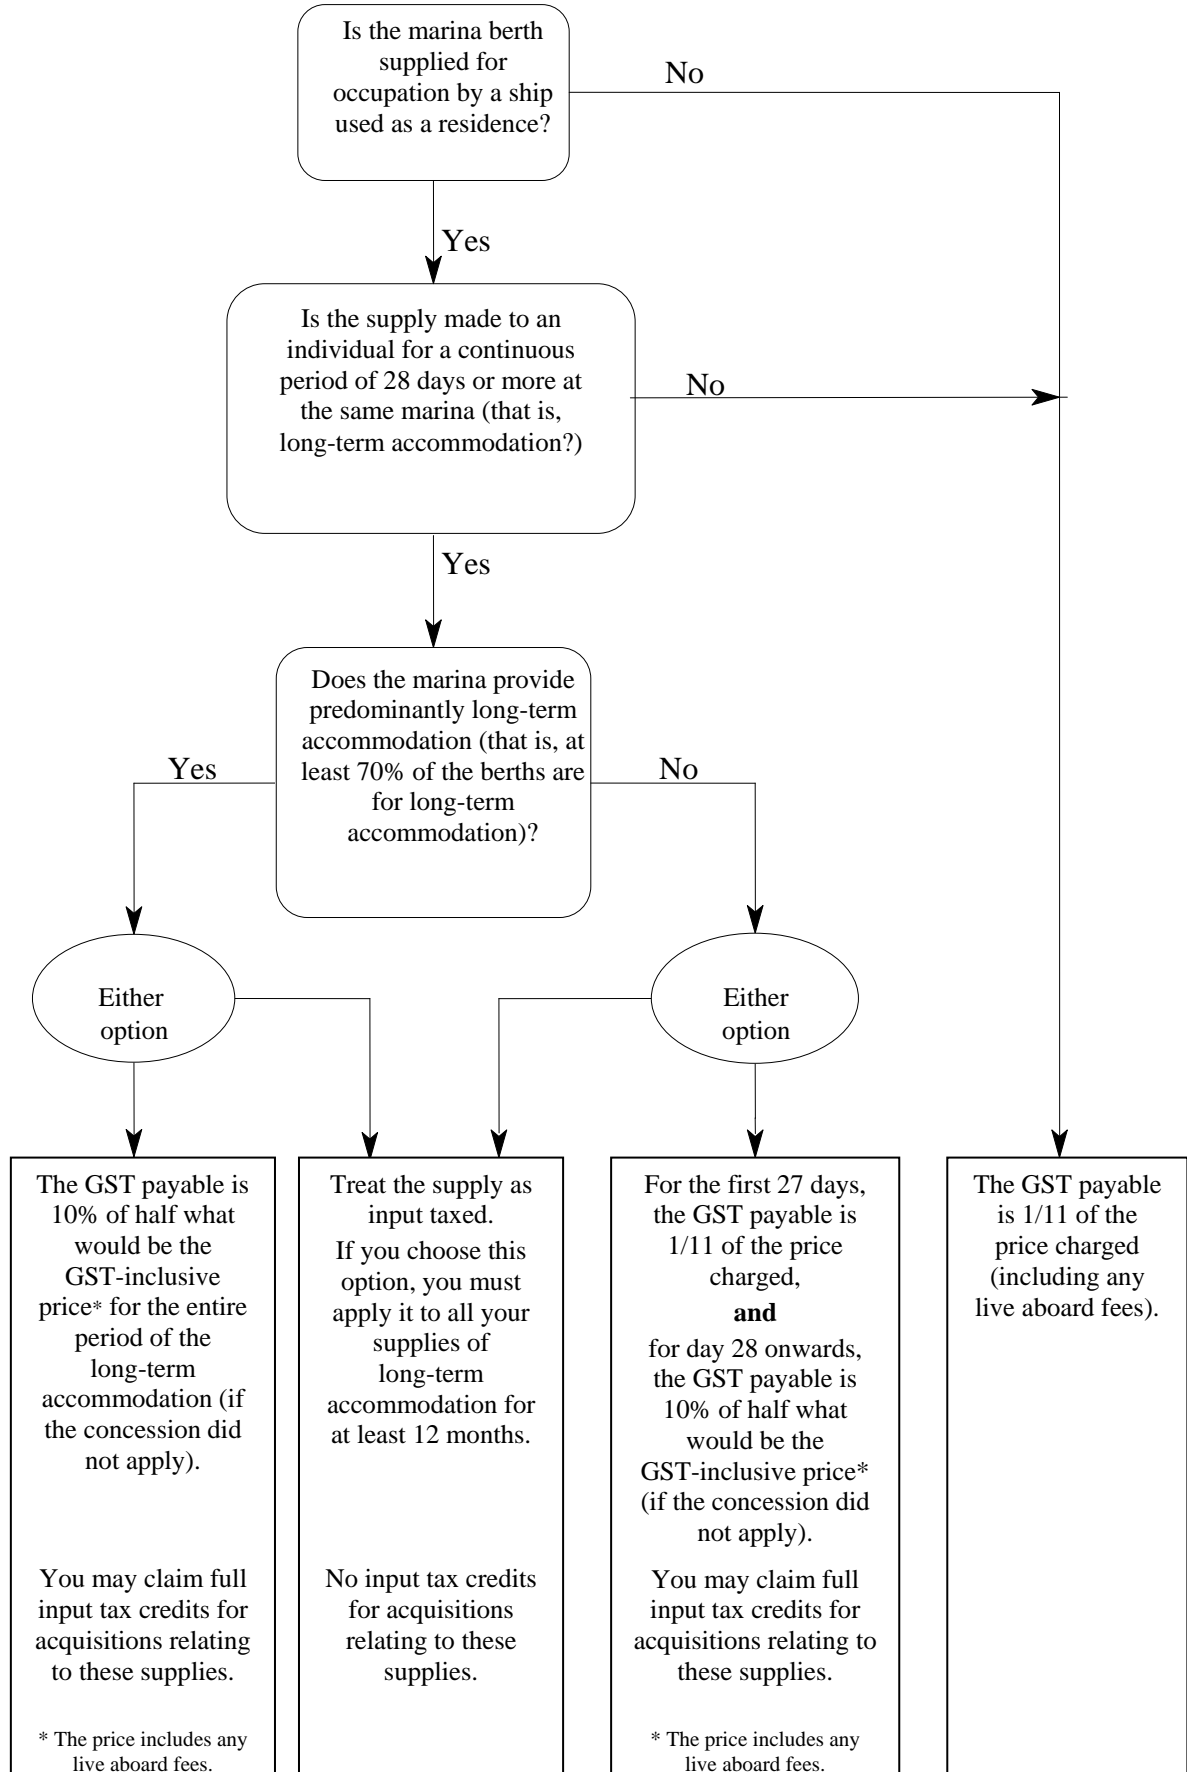 Is the marina berth
supplied for
occupation by a ship
used as a residence?
No
Yes
Is the supply made to an
individual for a continuous
period of 28 days or more at
the same marina (that is,
long-term accommodation?)
No
Yes
Does the marina provide
predominantly long-term
accommodation (that is, at
least 70% of the berths are
for long-term
accommodation)?
Yes
No
Either
option
Either
option
The GST payable is
10% of half what
would be the
GST-inclusive
price* for the entire
period of the
long-term
accommodation (if
the concession did
not apply).
You may claim full
input tax credits for
acquisitions relating
to these supplies.
* The price includes any
live aboard fees.
Treat the supply as
input taxed.
If you choose this
option, you must
apply it to all your
supplies of
long-term
accommodation for
at least 12 months.
No input tax credits
for acquisitions
relating to these
supplies.
For the first 27 days,
the GST payable is
1/11 of the price
charged,
and
for day 28 onwards,
the GST payable is
10% of half what
would be the
GST-inclusive price*
(if the concession did
not apply).
You may claim full
input tax credits for
acquisitions relating to
these supplies.
* The price includes any
live aboard fees.
The GST payable
is 1/11 of the
price charged
(including any
live aboard fees).